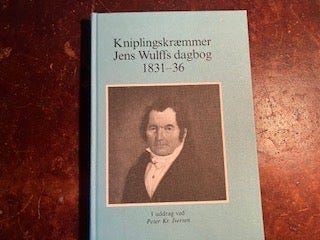 Kniplingskræmmer
Jens Wulffs dagbog
1831-36
I uddrag ved
Peter Kr. Iversen